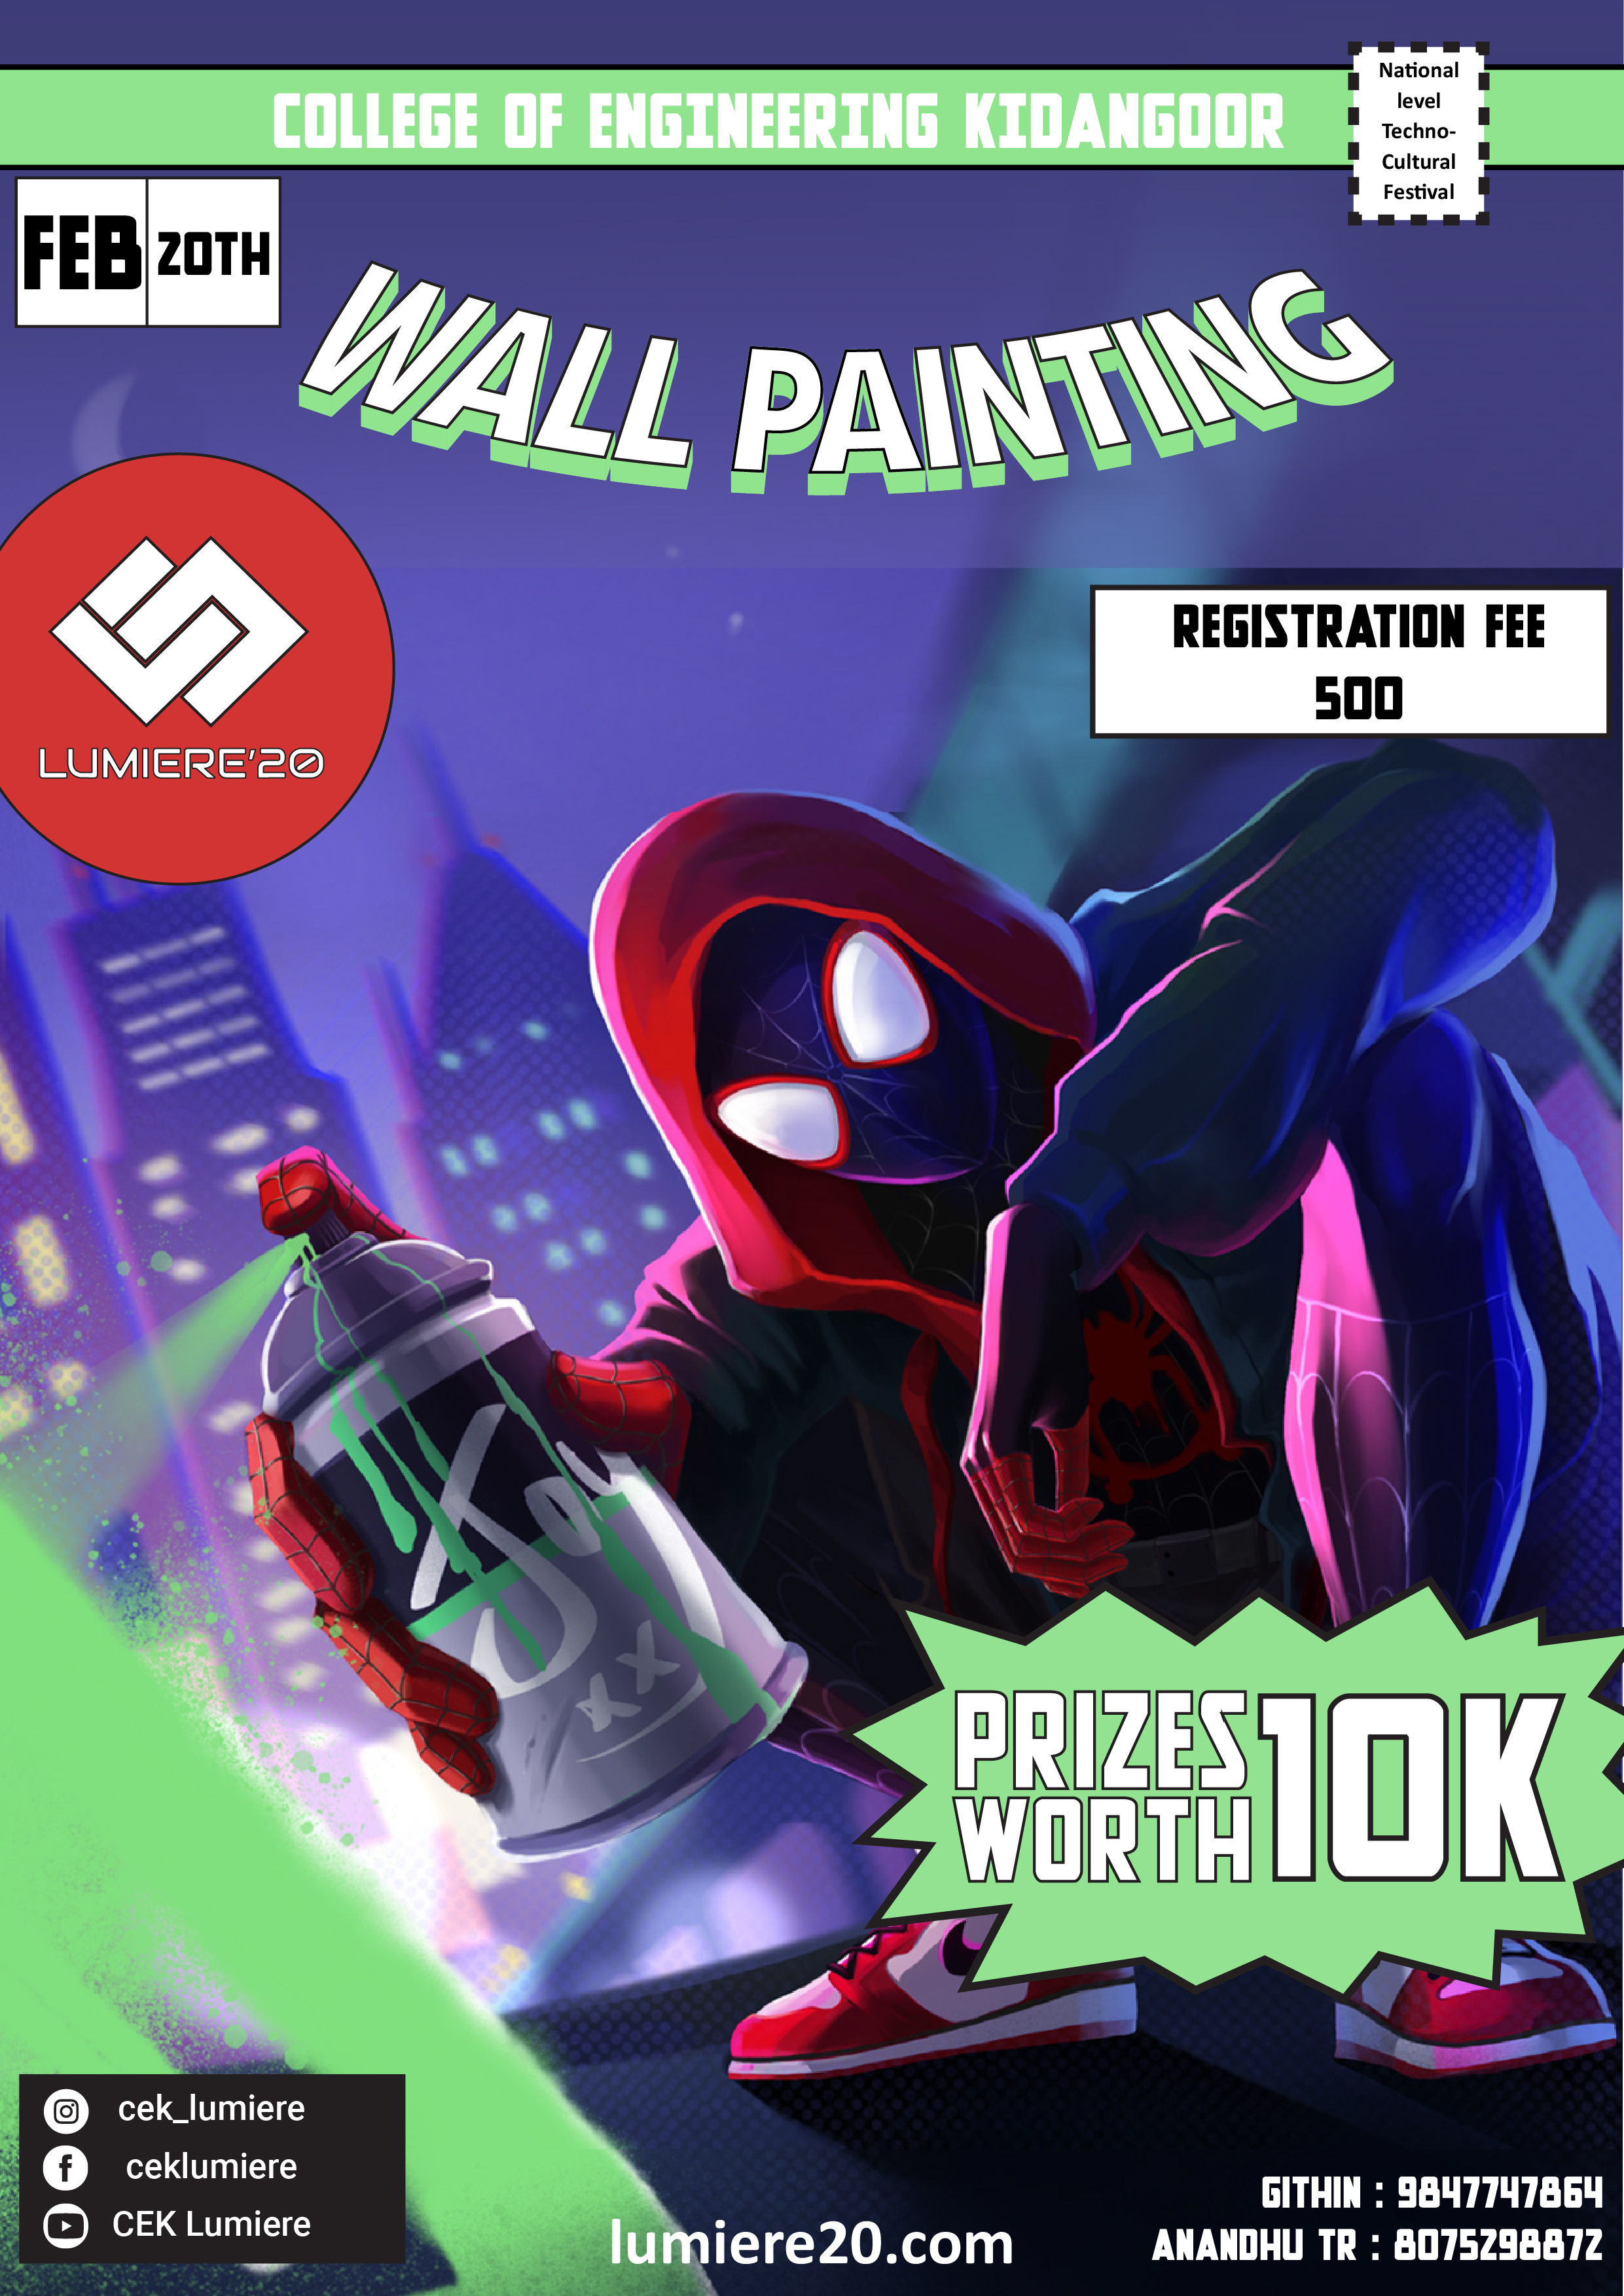 COLLEGE OF ENGINEERING KIDANGOOR
National
level
Techno-
Cultural
Festival
FEB 20TH
WALL PAINTING
LUMIERE'20
REGISTRATION FEE
500
XX
PRIZES
WORTH
10K
cek_lumiere
ceklumiere
CEK Lumiere
lumiere20.com
GITHIN : 9847747864
ANANDHU TR : 8075298872